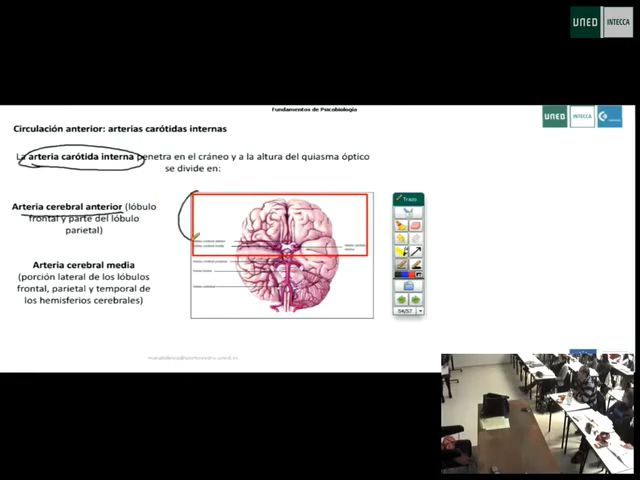 UNED
INTECCA
Fundamentos de Psicobiología
UNED
INTECCA
Circulación anterior: arterias carótidas internas
La arteria carótida interna penetra en el cráneo y a la altura del quiasma óptico
se divide en:
Arteria cerebral anterior (lóbulo
frontal y parte del lóbulo
parietal)
Arteria cerebral media
(porción lateral de los lóbulos
frontal, parietal y temporal de
los hemisferios cerebrales)
Trazo
54/57